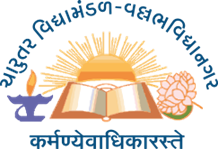 ચારુતર વિદ્યામંડળ-વલ્લભવિદ્યાનગર
कर्मण्येवाधिकारस्ते